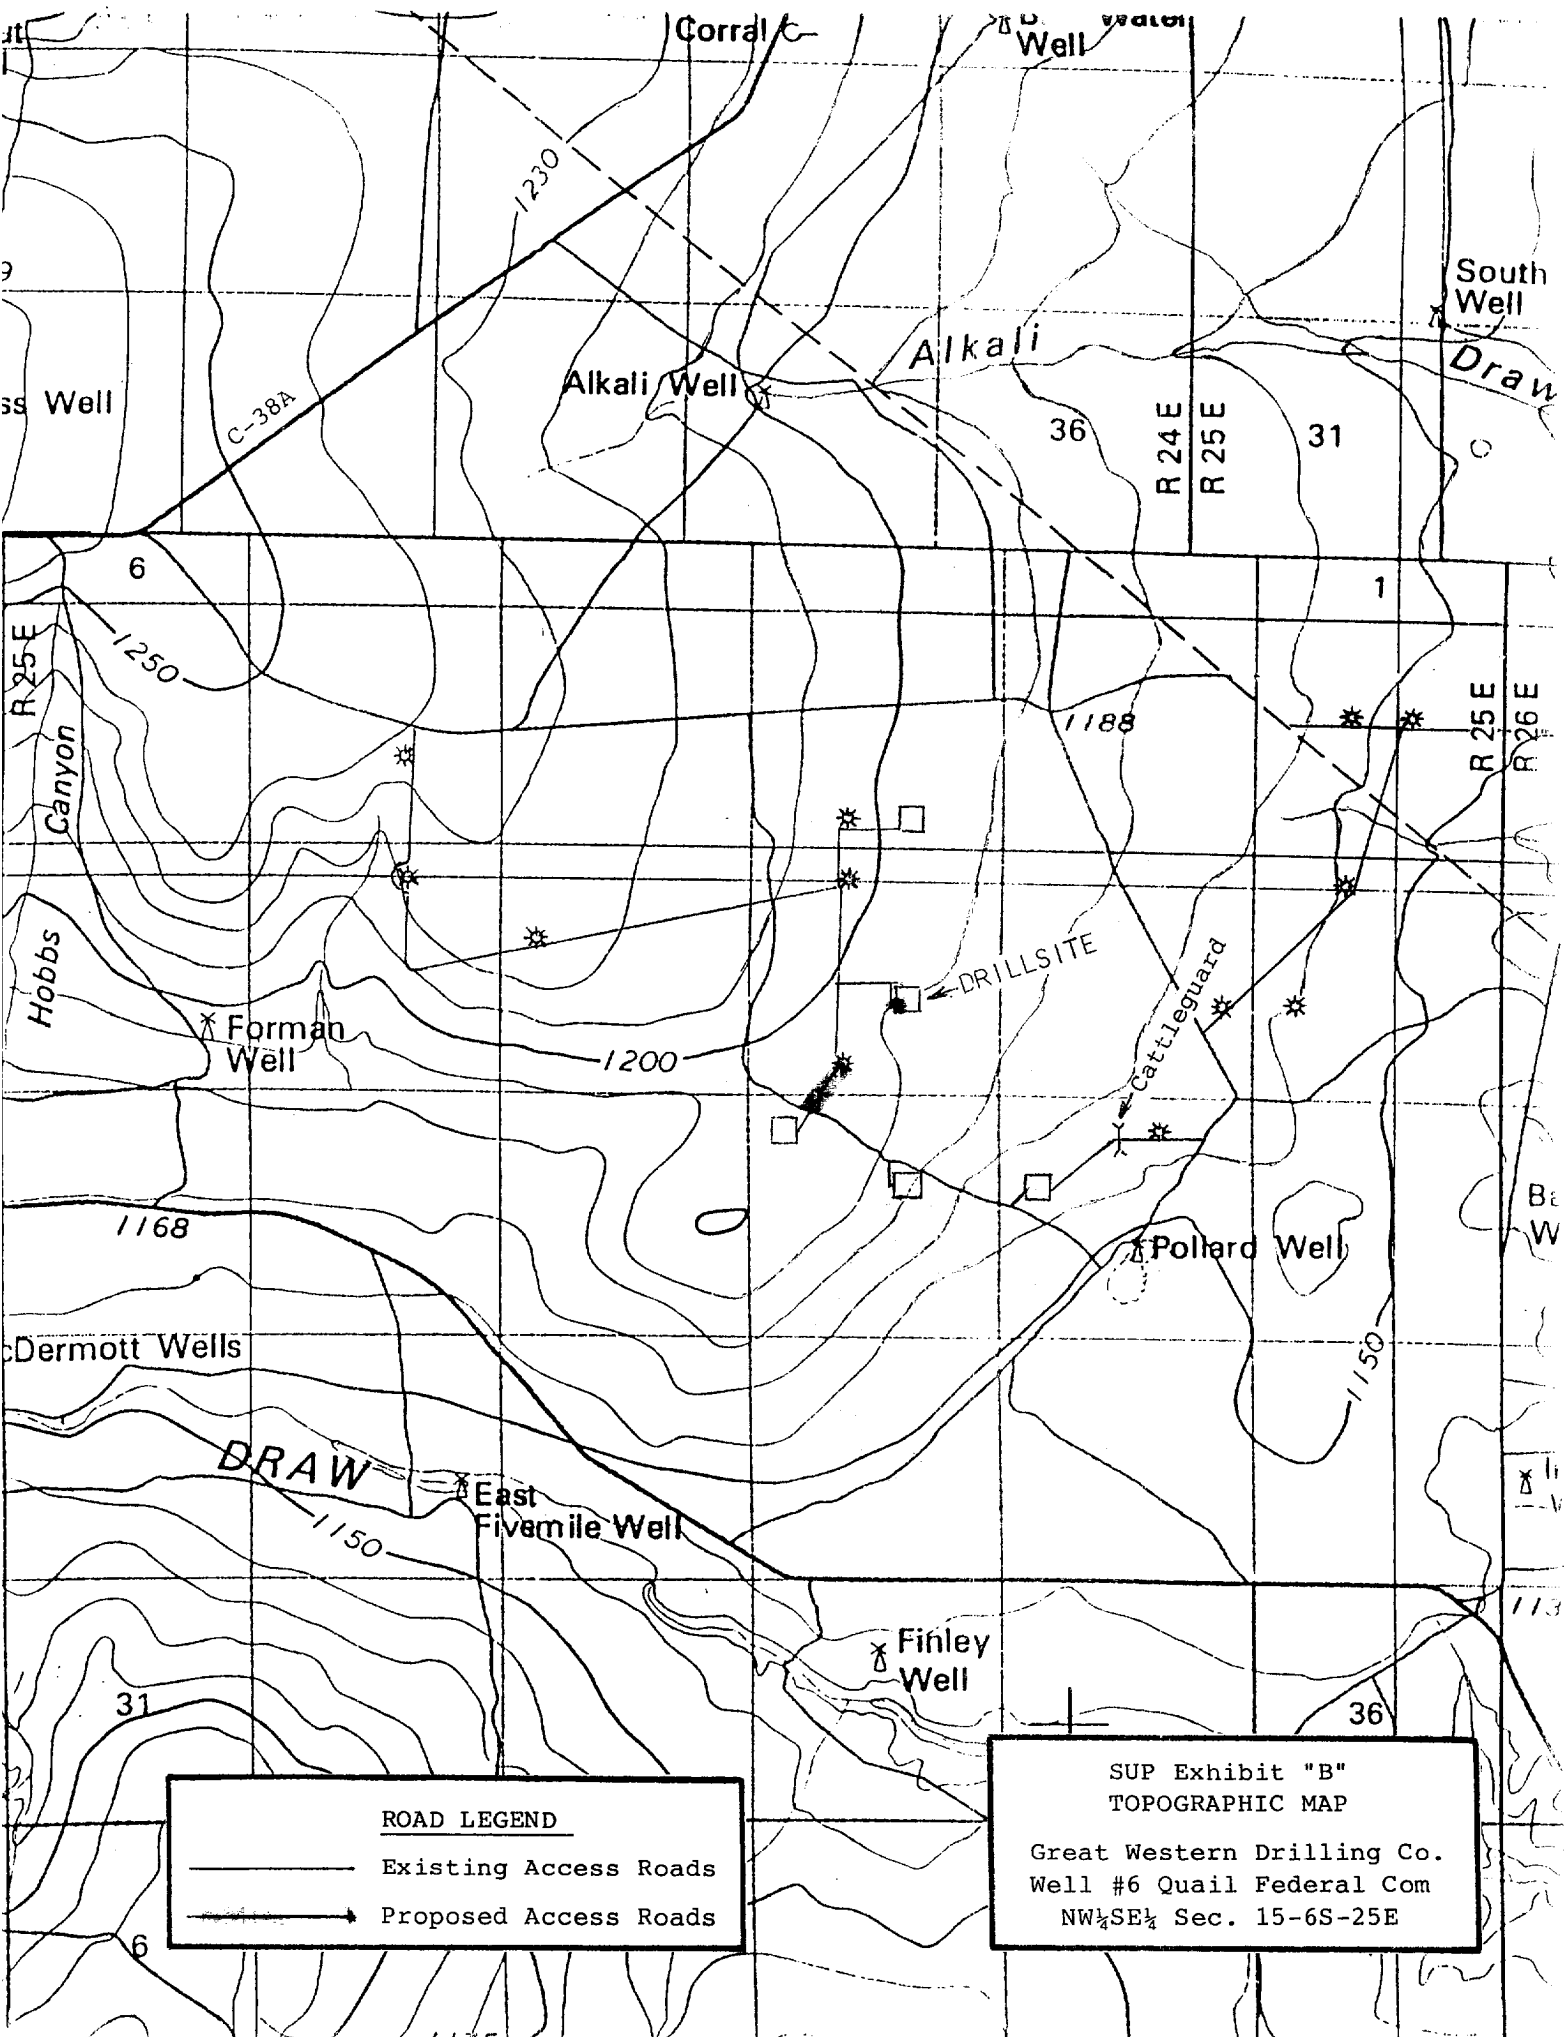 Corral
Well
Water
South
Well
Alkali
Draw
1230
Alkali Well
ss Well
C-38A
36
R 24 E
R 25 E
31
6
1
R 25 E
1250
R 25 E
R 26 E
1188
Canyon
Hobbs
DRILLSITE
Cattleguard
Forman
Well
1200
1168
Pollard Well
cDermott Wells
1150
DRAW
East
Fivemile Well
1150
Finley
Well
31
36
6
ROAD LEGEND
Existing Access Roads
Proposed Access Roads
SUP Exhibit "B"
TOPOGRAPHIC MAP
Great Western Drilling Co.
Well #6 Quail Federal Com
NW¼SE¼ Sec. 15-6S-25E